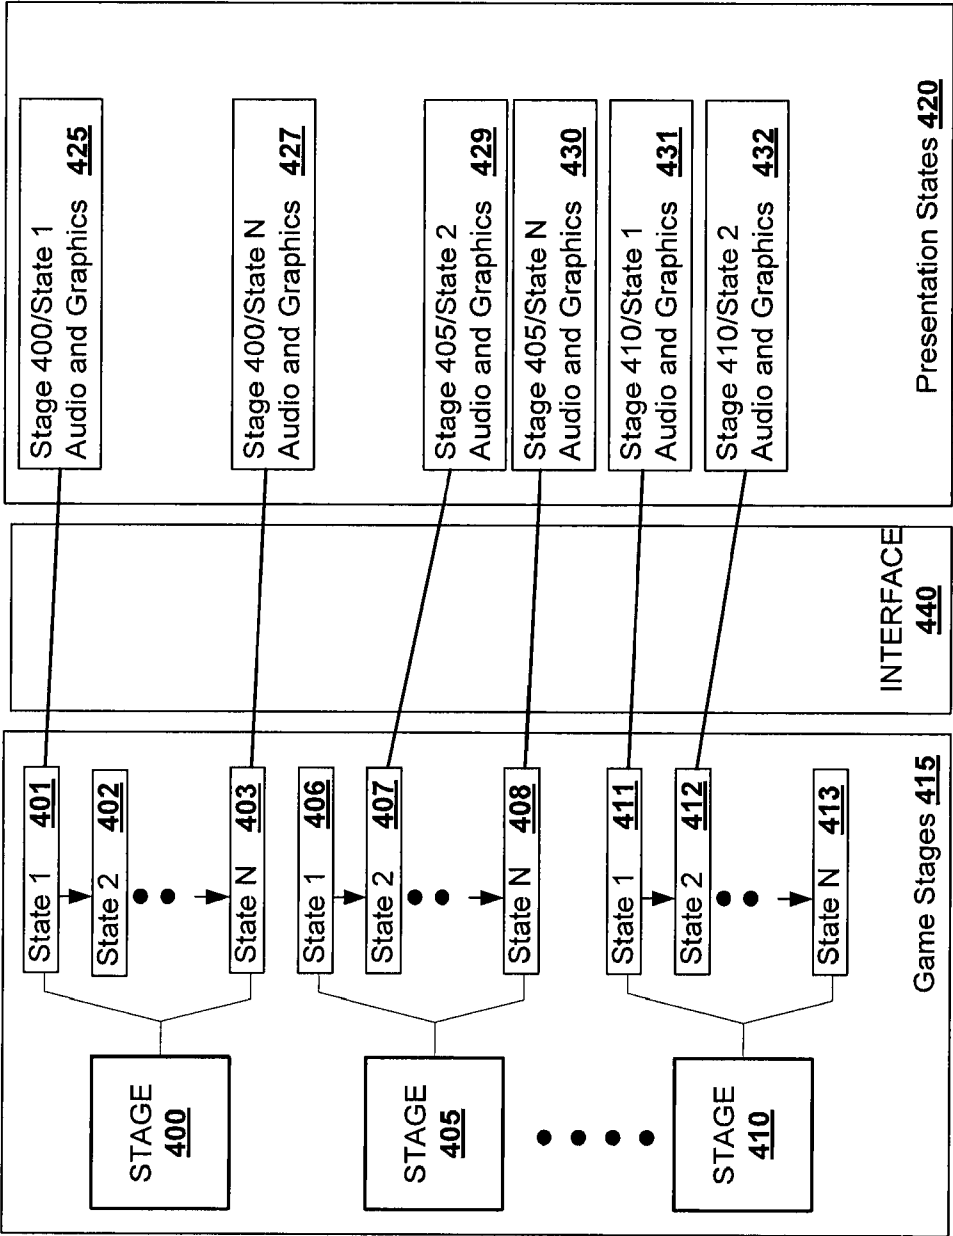 STAGE
400
STAGE
405
STAGE
410
State 1 401
State 2 402
State N 403
State 1 406
State 2 407
State N 408
State 1 411
State 2 412
State N 413
Game Stages 415
INTERFACE
440
Stage 400/State 1
Audio and Graphics 425
Stage 400/State N
Audio and Graphics 427
Stage 405/State 2
Audio and Graphics 429
Stage 405/State N
Audio and Graphics 430
Stage 410/State 1
Audio and Graphics 431
Stage 410/State 2
Audio and Graphics 432
Presentation States 420